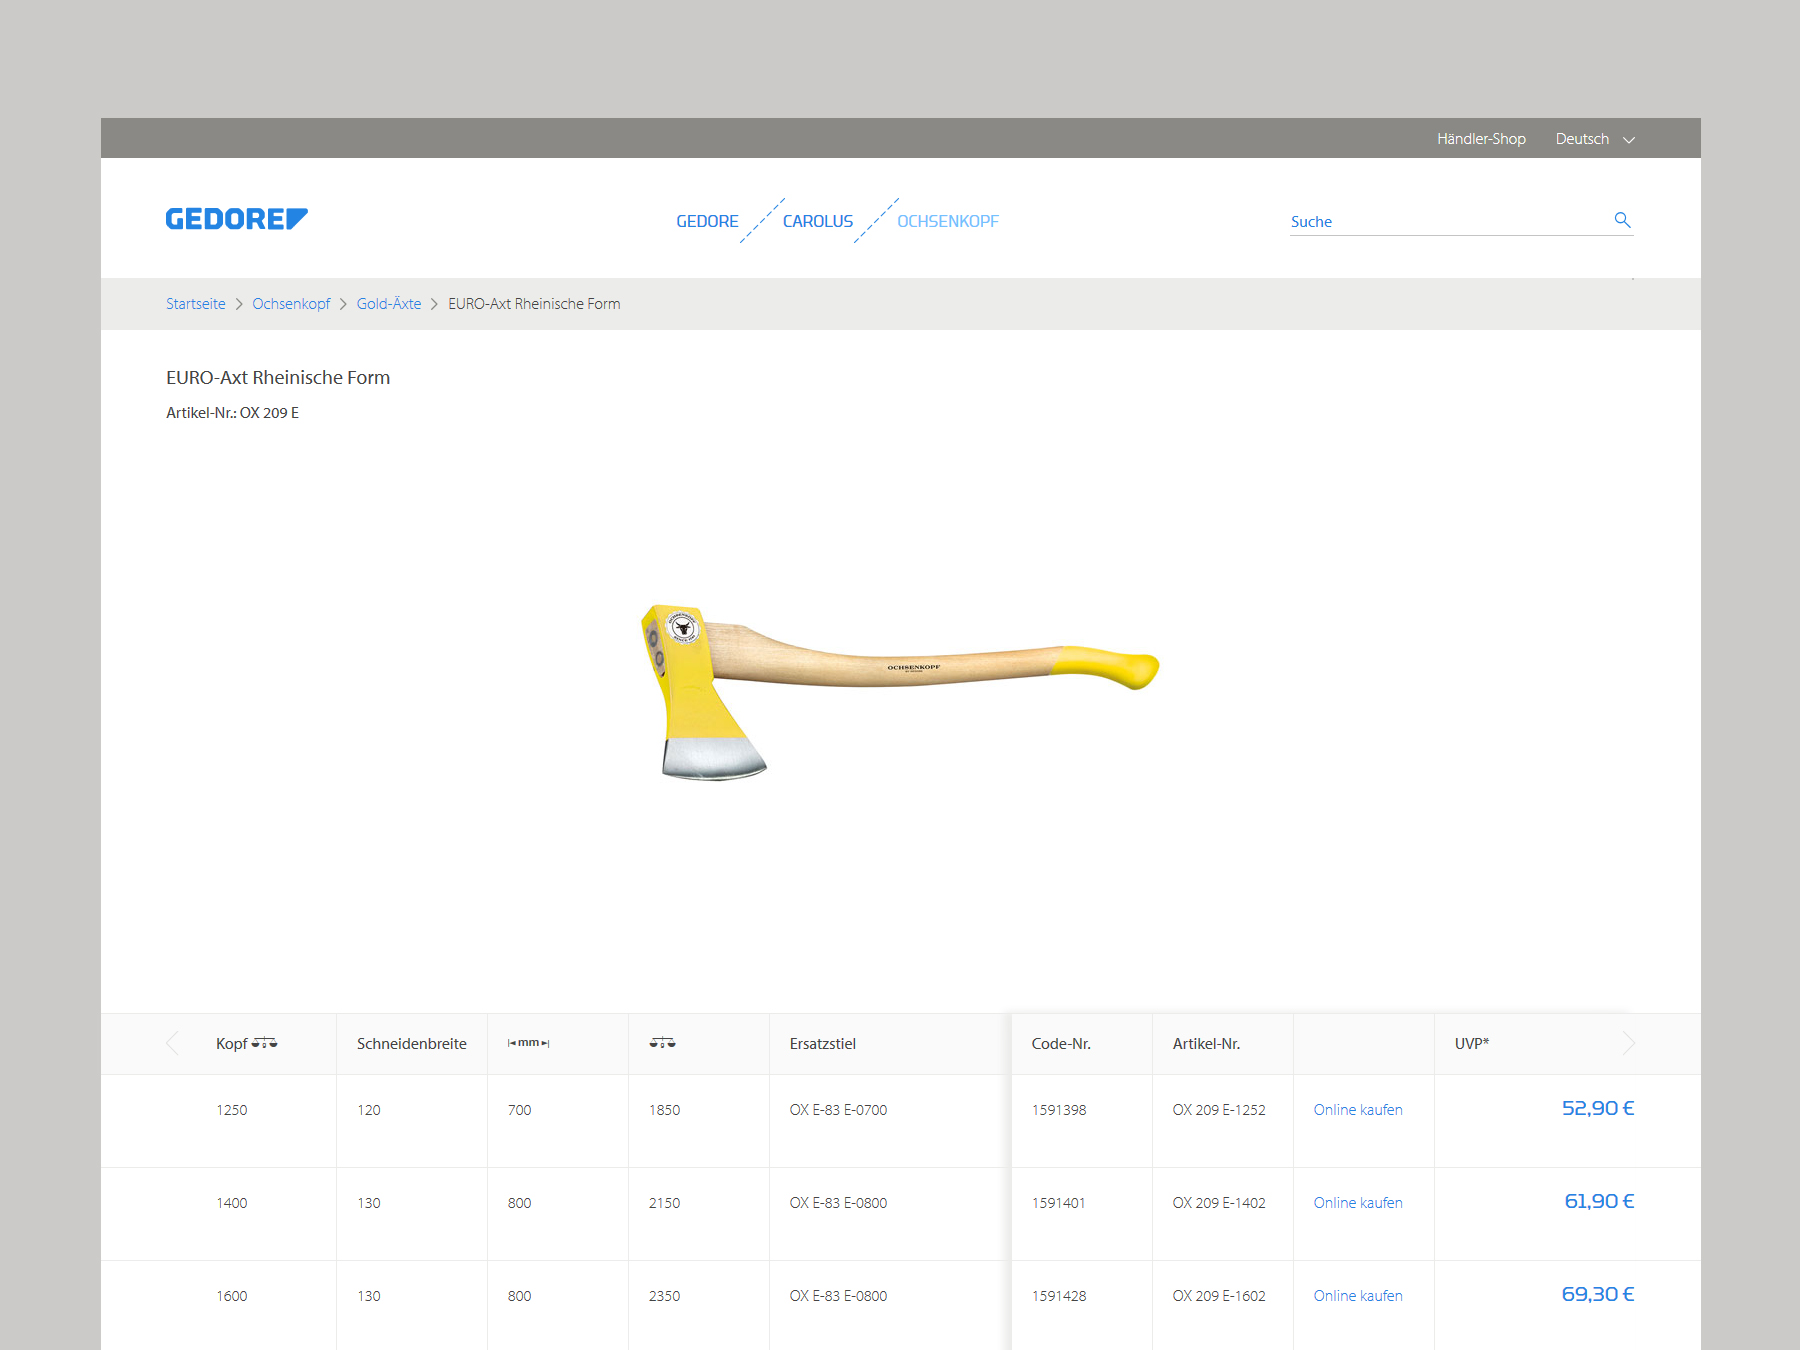 Händler-Shop Deutsch
GEDORE
GEDORE CAROLUS OCHSENKOPF
Suche
Startseite Ochsenkopf Gold-Äxte EURO-Axt Rheinische Form
EURO-Axt Rheinische Form
Artikel-Nr.: OX 209 E
OCHSENKOPF
OCHSENKOPF
Kopf Schneidenbreite mm Ersatzstiel Code-Nr. Artikel-Nr. UVP*
1250 120 700 1850 OX E-83 E-0700 1591398 OX 209 E-1252 Online kaufen 52,90 €
1400 130 800 2150 OX E-83 E-0800 1591401 OX 209 E-1402 Online kaufen 61,90 €
1600 130 800 2350 OX E-83 E-0800 1591428 OX 209 E-1602 Online kaufen 69,30 €